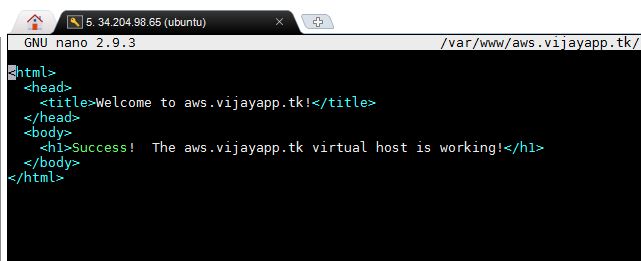 5. 34.204.98.65 (ubuntu)
GNU nano 2.9.3 /var/www/aws.vijayapp.tk/
<html>
<head>
<title>Welcome to aws.vijayapp.tk!</title>
</head>
<body>
<h1>Success!  The aws.vijayapp.tk virtual host is working!</h1>
</body>
</html>